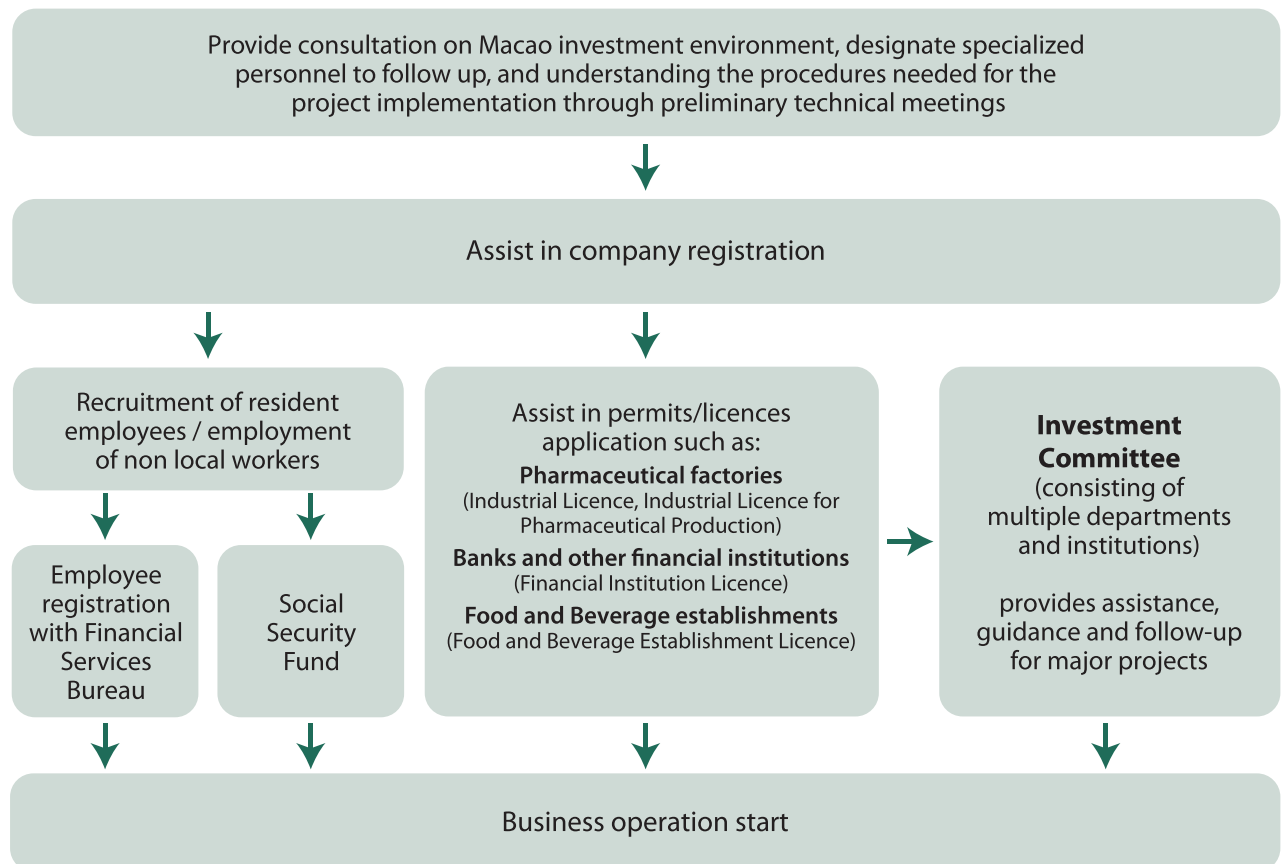 Provide consultation on Macao investment environment, designate specialized
personnel to follow up, and understanding the procedures needed for the
project implementation through preliminary technical meetings
Assist in company registration
Recruitment of resident
employees / employment
of non local workers
Employee
registration
with Financial
Services
Bureau
Social
Security
Fund
Assist in permits/licences
application such as:
Pharmaceutical factories
(Industrial Licence, Industrial Licence for
Pharmaceutical Production)
Banks and other financial institutions
(Financial Institution Licence)
Food and Beverage establishments
(Food and Beverage Establishment Licence)
Investment
Committee
(consisting of
multiple departments
and institutions)
provides assistance,
guidance and follow-up
for major projects
Business operation start